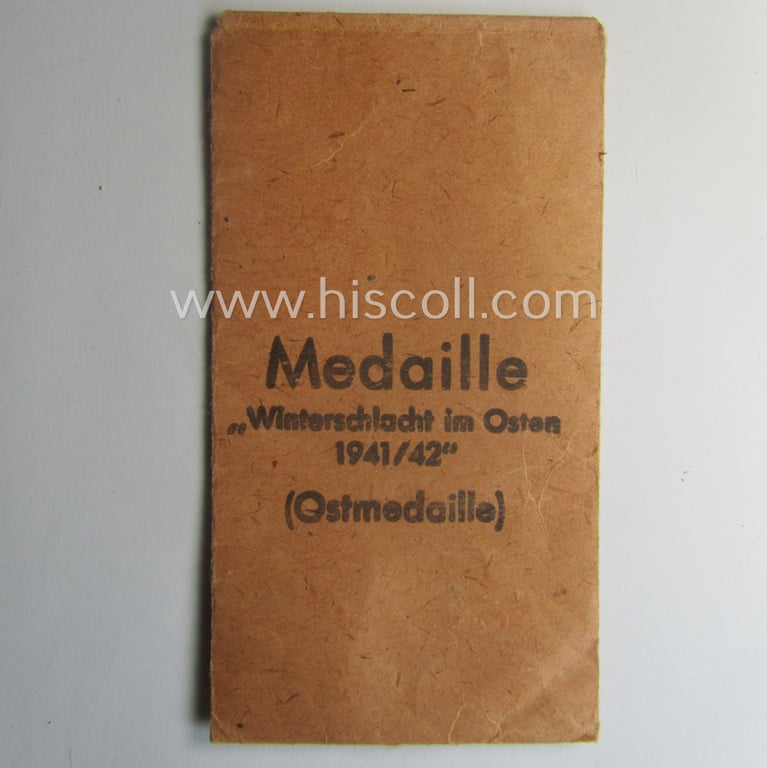 www.hiscoll.com
Medaille
„Winterschlacht im Osten
1941/42“
(Ostmedaille)